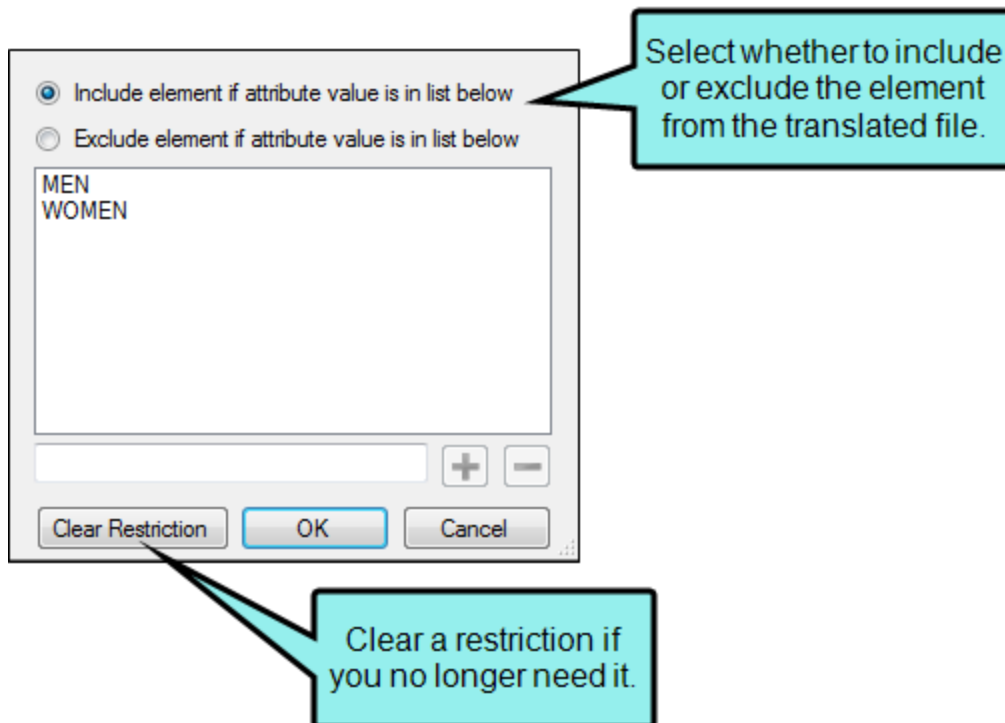 Select whether to include
or exclude the element
from the translated file.
Include element if attribute value is in list below
Exclude element if attribute value is in list below
MEN
WOMEN
Clear Restriction
OK
Cancel
Clear a restriction if
you no longer need it.